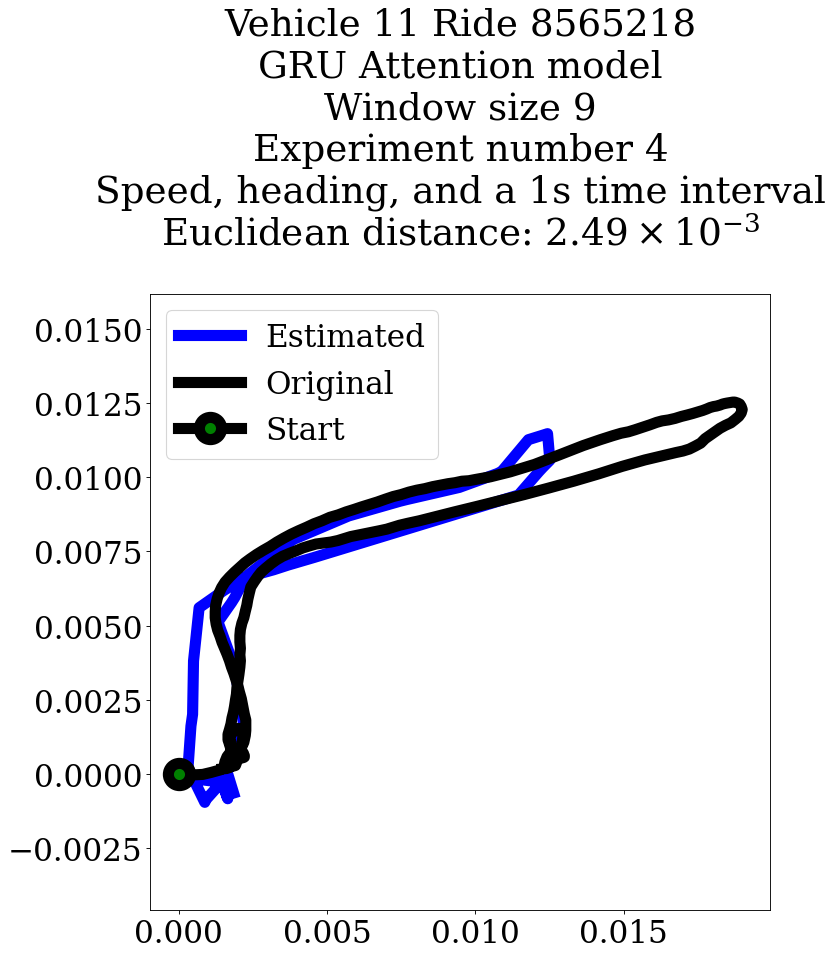 Vehicle 11 Ride 8565218
GRU Attention model
Window size 9
Experiment number 4
Speed, heading, and a 1s time interval
Euclidean distance: 2.49 × 10⁻³
Estimated
Original
Start
0.0150
0.0125
0.0100
0.0075
0.0050
0.0025
0.0000
−0.0025
0.000 0.005 0.010 0.015